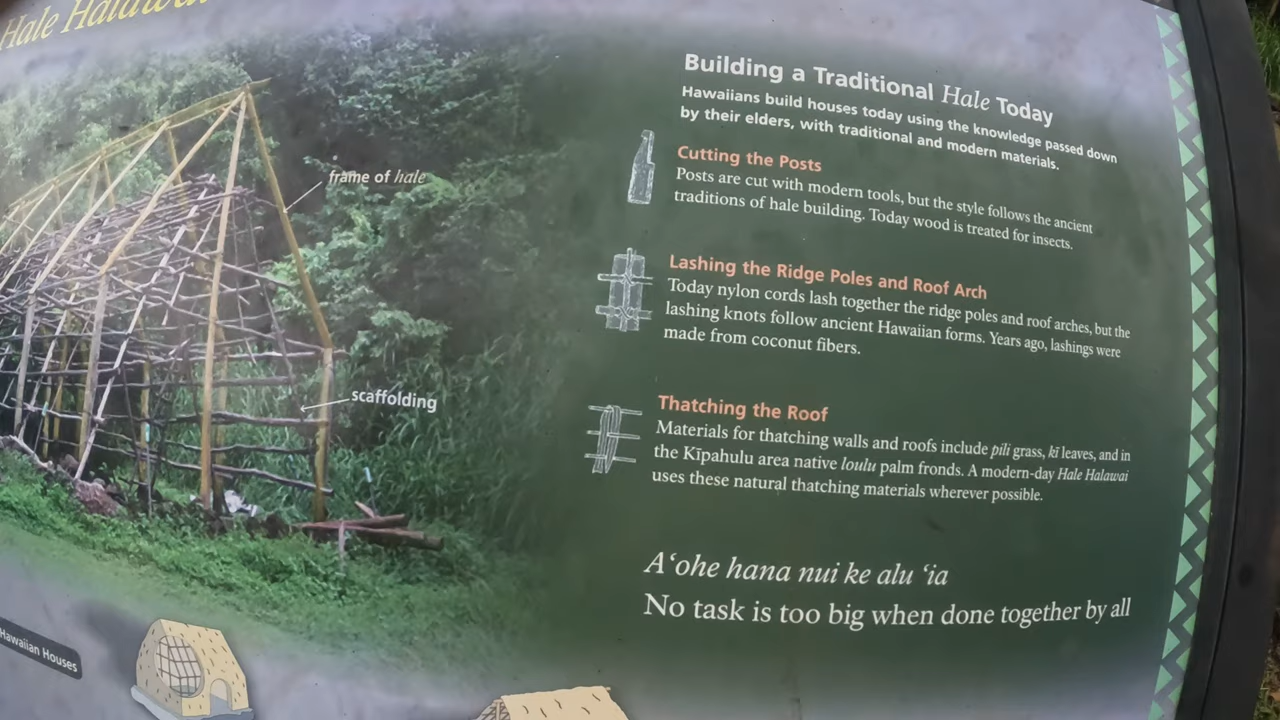 Hale Halawai
frame of hale
scaffolding
Building a Traditional Hale Today
Hawaiians build houses today using the knowledge passed down
by their elders, with traditional and modern materials.
Cutting the Posts
Posts are cut with modern tools, but the style follows the ancient
traditions of hale building. Today wood is treated for insects.
Lashing the Ridge Poles and Roof Arch
Today nylon cords lash together the ridge poles and roof arches, but the
lashing knots follow ancient Hawaiian forms. Years ago, lashings were
made from coconut fibers.
Thatching the Roof
Materials for thatching walls and roofs include pili grass, kī leaves, and in
the Kīpahulu area native loulu palm fronds. A modern-day Hale Halawai
uses these natural thatching materials wherever possible.
A‘ohe hana nui ke alu ‘ia
No task is too big when done together by all
Hawaiian Houses